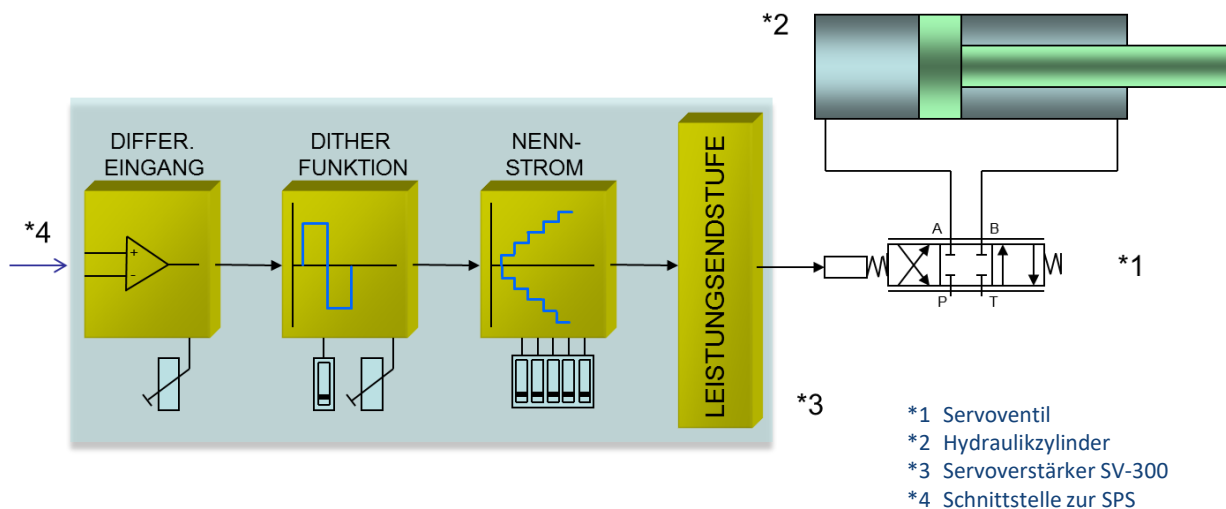 *2
DIFFER.
EINGANG
DITHER
FUNKTION
NENN-
STROM
LEISTUNGSENDSTUFE
*4
+
-
A
B
P
T
*1
*3
*1 Servoventil
*2 Hydraulikzylinder
*3 Servoverstärker SV-300
*4 Schnittstelle zur SPS